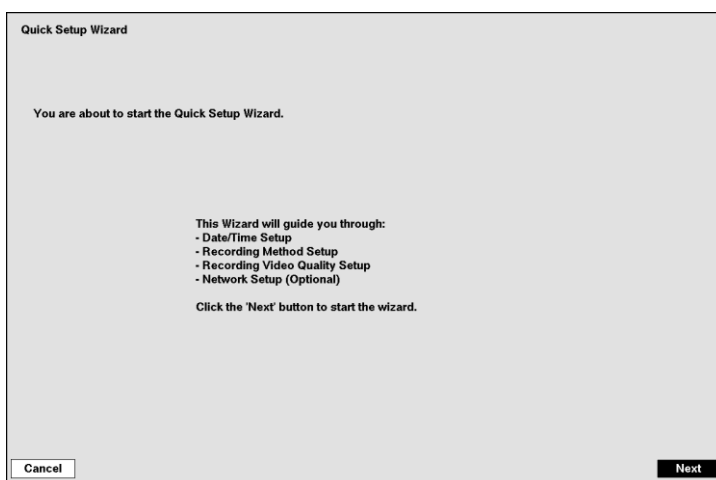 Quick Setup Wizard
You are about to start the Quick Setup Wizard.
This Wizard will guide you through:
- Date/Time Setup
- Recording Method Setup
- Recording Video Quality Setup
- Network Setup (Optional)
Click the 'Next' button to start the wizard.
Cancel
Next